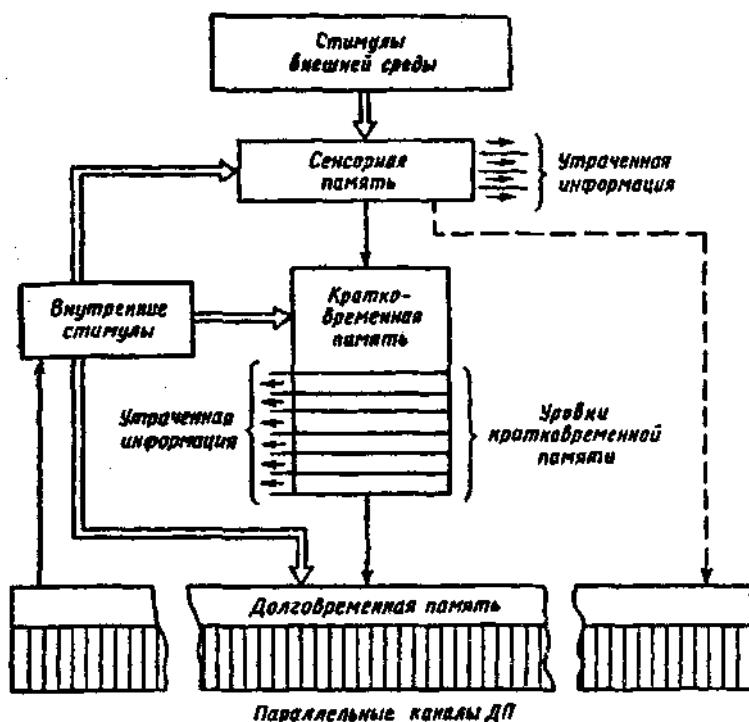 Стимулы
внешней среды
Сенсорная
память
Утраченная
информация
Внутренние
стимулы
Кратко-
временная
память
Утраченная
информация
Уровни
кратковременной
памяти
Долговременная память
Параллельные каналы ДП